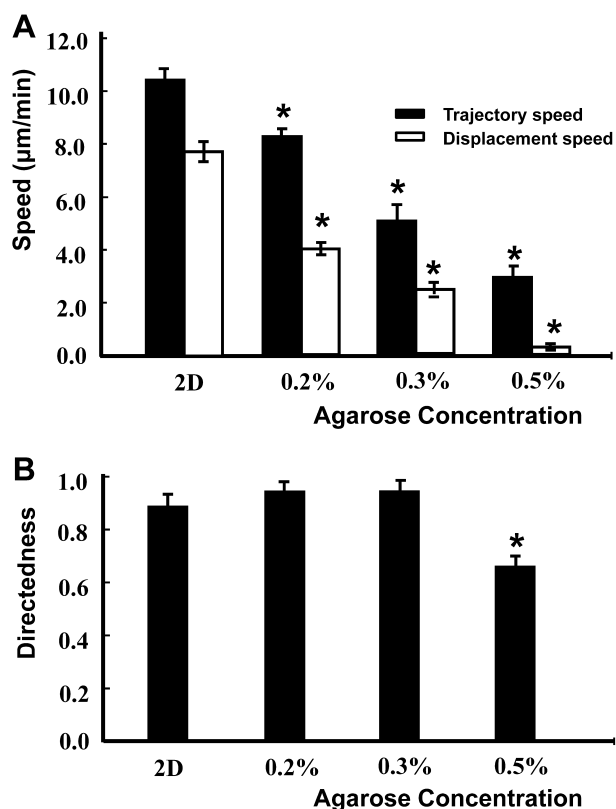 A
12.0
10.0
8.0
6.0
4.0
2.0
0.0
Speed (μm/min)
Trajectory speed
Displacement speed
*
*
*
*
*
*
2D
0.2%
0.3%
0.5%
Agarose Concentration
B
1.0
0.8
0.6
0.4
0.2
0.0
Directedness
*
2D
0.2%
0.3%
0.5%
Agarose Concentration